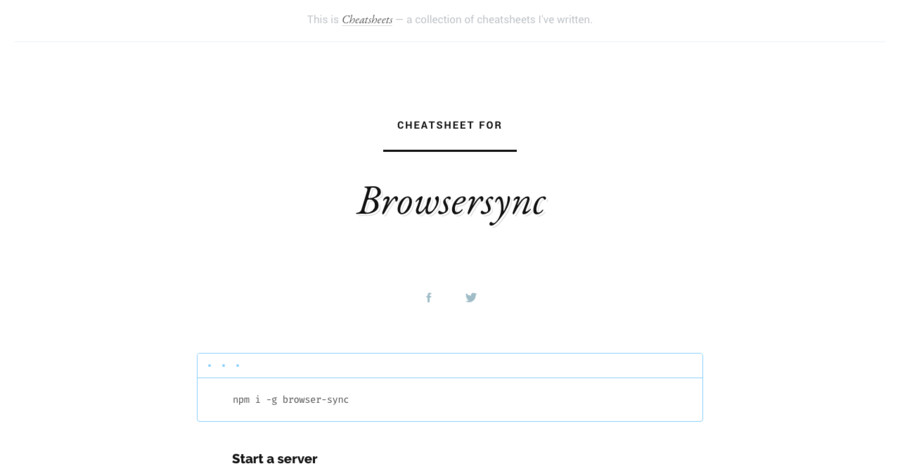 This is Cheatsheets — a collection of cheatsheets I've written.
CHEATSHEET FOR
Browsersync
npm i -g browser-sync
Start a server